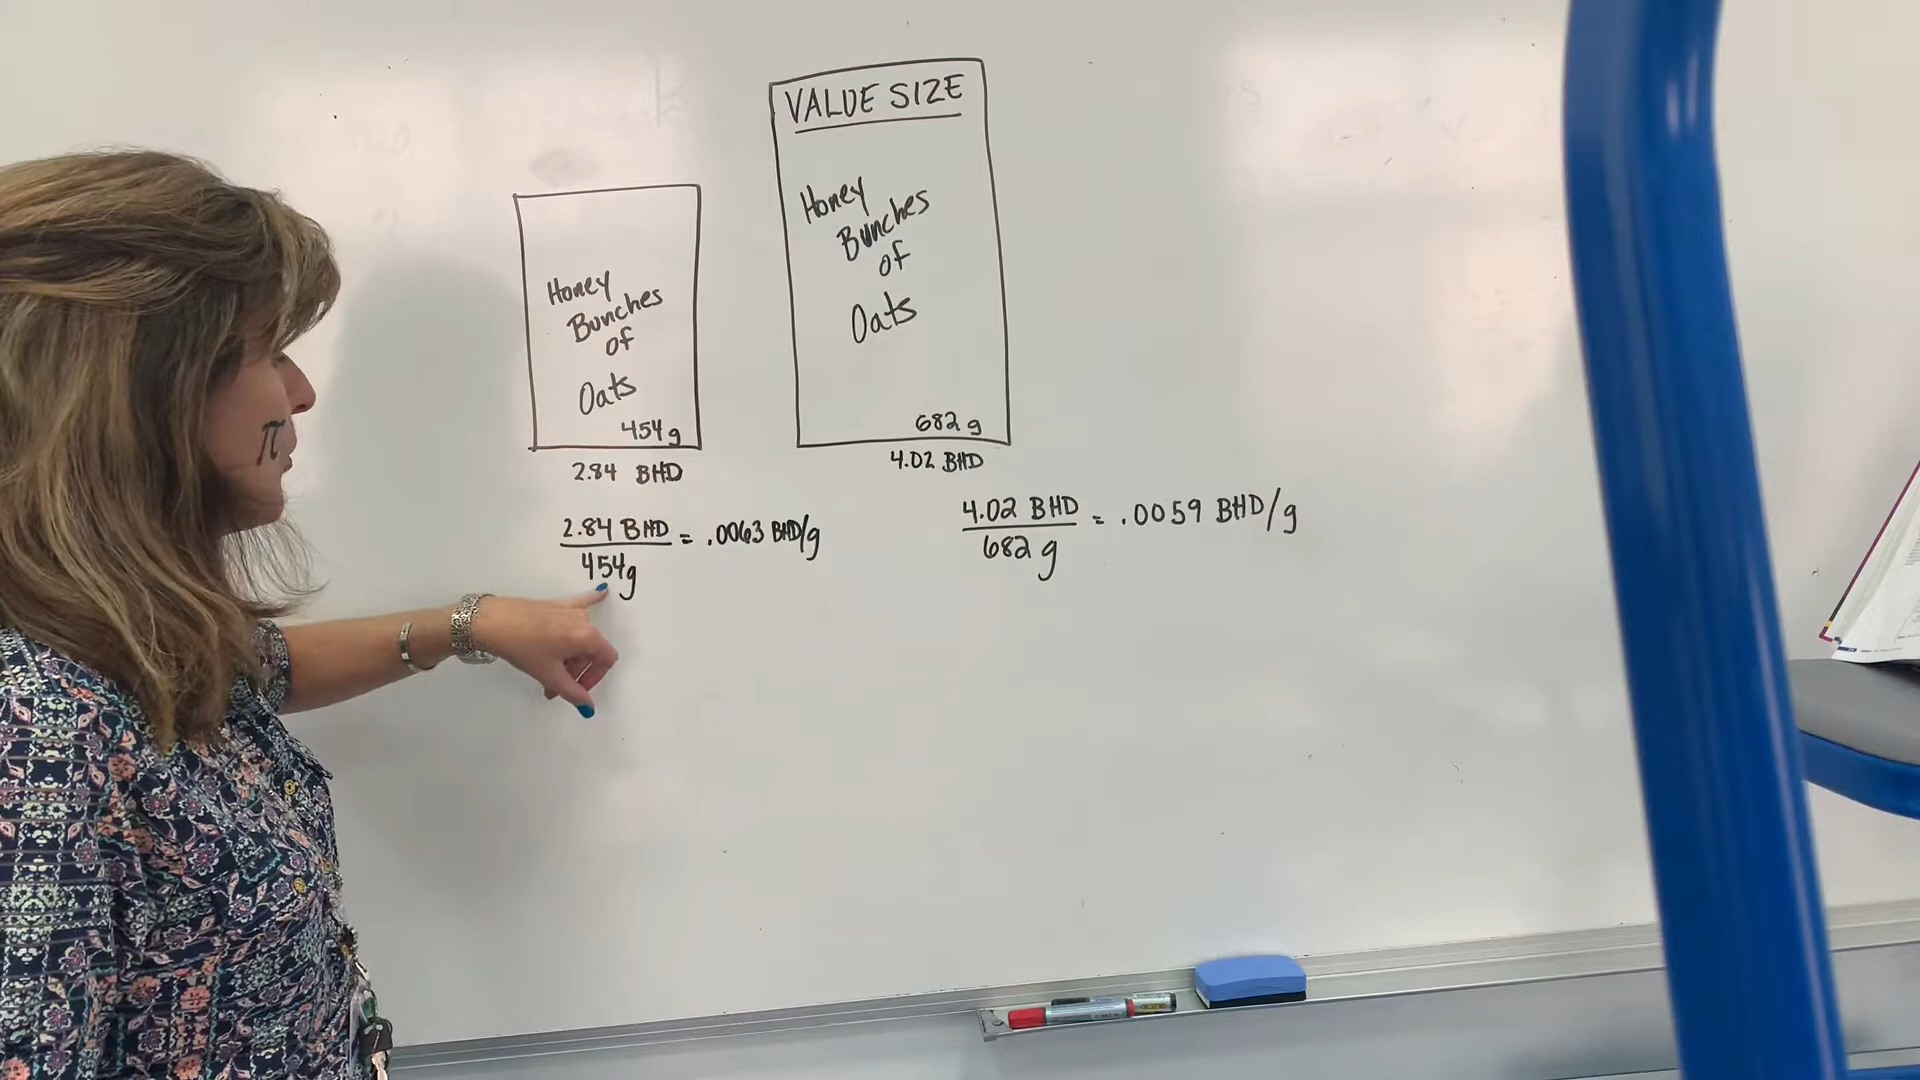 Honey
Bunches
of
Oats
454g
2.84 BHD
2.84 BHD
454g
= .0063 BHD/g
VALUE SIZE
Honey
Bunches
of
Oats
682 g
4.02 BHD
4.02 BHD
682 g
= .0059 BHD/g
π